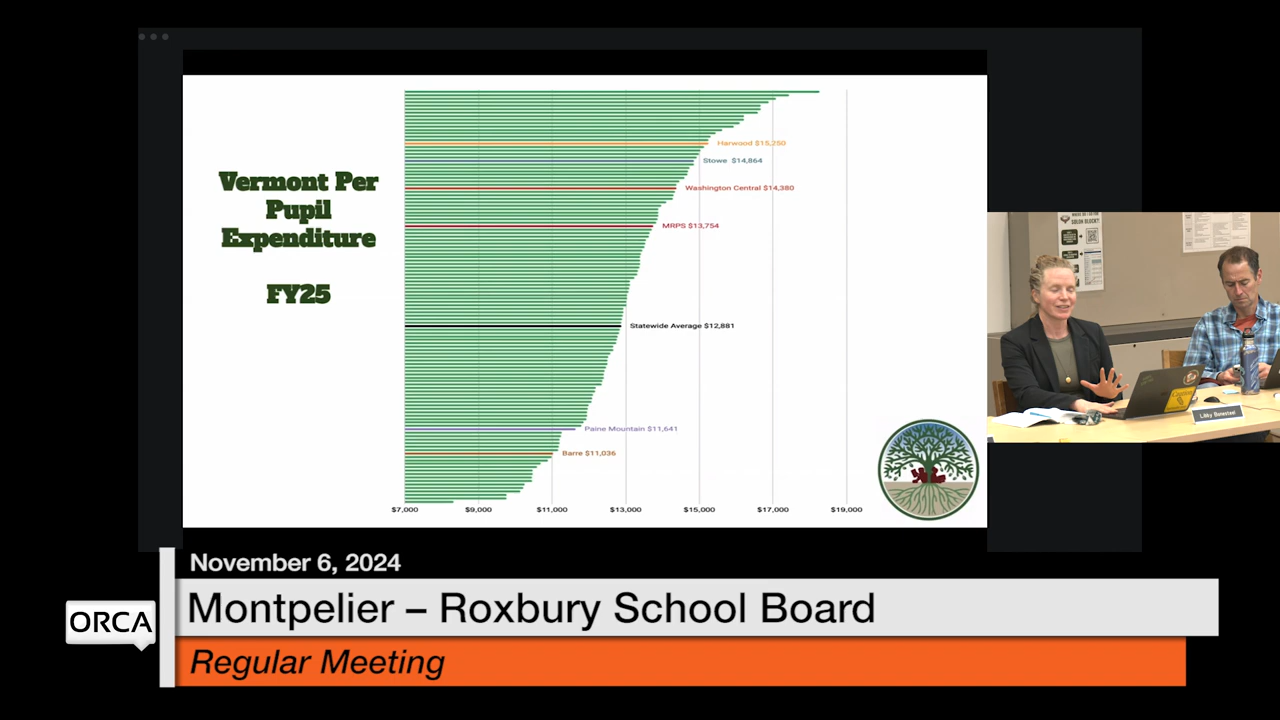 Vermont Per
Pupil
Expenditure
FY25
Harwood $15,250
Stowe $14,864
Washington Central $14,380
MRPS $13,754
Statewide Average $12,881
Paine Mountain $11,641
Barre $11,036
$7,000 $9,000 $11,000 $13,000 $15,000 $17,000 $19,000
Libby Bonesteel
November 6, 2024
Montpelier – Roxbury School Board
ORCA
Regular Meeting